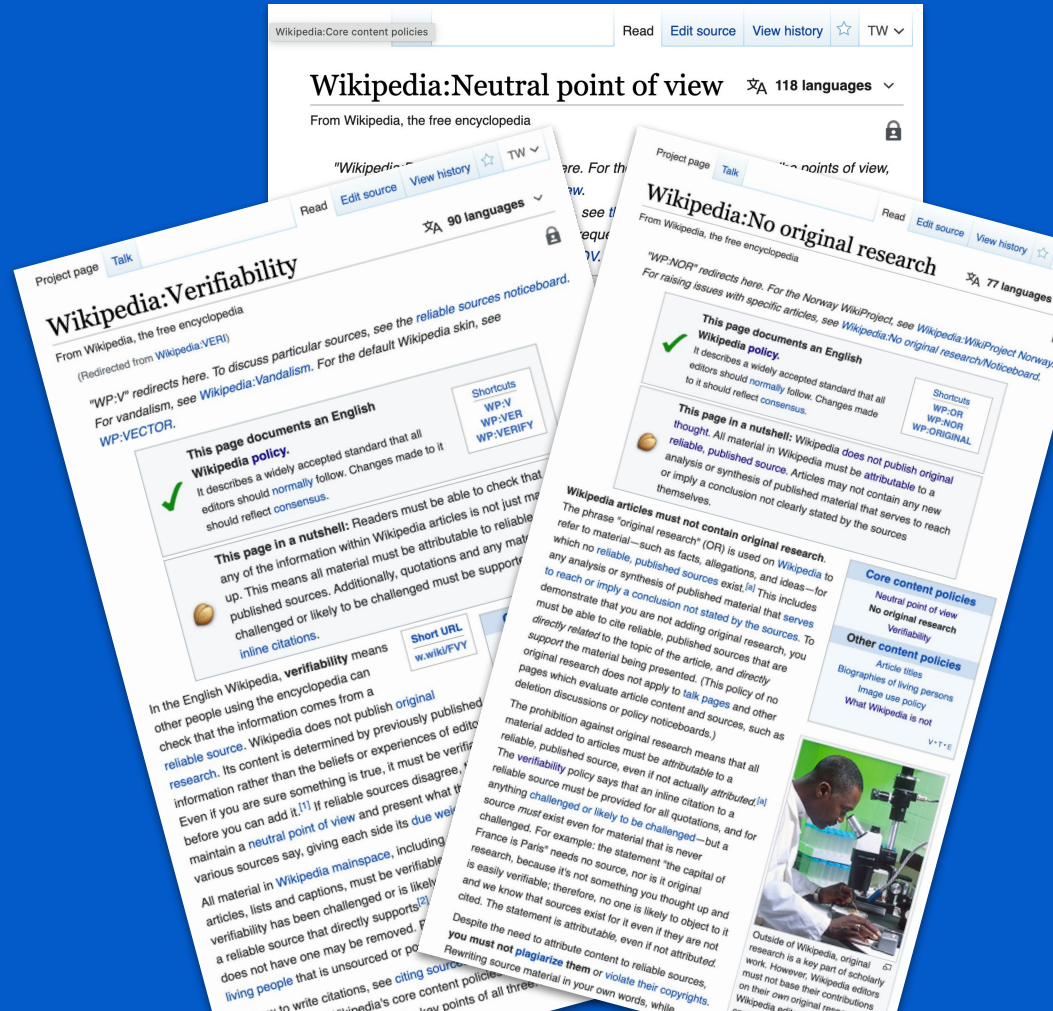 Wikipedia:Core content policies
Read Edit source View history TW
Wikipedia:Neutral point of view
118 languages
From Wikipedia, the free encyclopedia
points of view,
Project page Talk
Read Edit source View history TW
Wikipedia:Verifiability
90 languages
From Wikipedia, the free encyclopedia
(Redirected from Wikipedia:VERI)
"WP:V" redirects here. To discuss particular sources, see the reliable sources noticeboard.
For vandalism, see Wikipedia:Vandalism. For the default Wikipedia skin, see
WP:VECTOR.
This page documents an English
Wikipedia policy.
It describes a widely accepted standard that all
editors should normally follow. Changes made to it
should reflect consensus.
Shortcuts
WP:V
WP:VER
WP:VERIFY
This page in a nutshell: Readers must be able to check that
any of the information within Wikipedia articles is not just ma
up. This means all material must be attributable to reliable
published sources. Additionally, quotations and any mat
challenged or likely to be challenged must be supporte
inline citations.
Short URL
w.wiki/FVY
In the English Wikipedia, verifiability means
other people using the encyclopedia can
check that the information comes from a
reliable source. Wikipedia does not publish original
research. Its content is determined by previously published
information rather than the beliefs or experiences of edito
Even if you are sure something is true, it must be verifia
before you can add it.[1] If reliable sources disagree,
maintain a neutral point of view and present what th
various sources say, giving each side its due wei
All material in Wikipedia mainspace, including
articles, lists and captions, must be verifiable
verifiability has been challenged or is likely
a reliable source that directly supports[2]
does not have one may be removed.
living people that is unsourced or po
to write citations, see citing source
ikipedia's core content policies
key points of all three
Project page Talk
Read Edit source View history
Wikipedia:No original research
77 languages
From Wikipedia, the free encyclopedia
"WP:NOR" redirects here. For the Norway WikiProject, see Wikipedia:WikiProject Norway.
For raising issues with specific articles, see Wikipedia:No original research/Noticeboard.
This page documents an English
Wikipedia policy.
It describes a widely accepted standard that all
editors should normally follow. Changes made
to it should reflect consensus.
Shortcuts
WP:OR
WP:NOR
WP:ORIGINAL
This page in a nutshell: Wikipedia does not publish original
thought. All material in Wikipedia must be attributable to a
reliable, published source. Articles may not contain any new
analysis or synthesis of published material that serves to reach
or imply a conclusion not clearly stated by the sources
themselves.
Wikipedia articles must not contain original research.
The phrase "original research" (OR) is used on Wikipedia to
refer to material—such as facts, allegations, and ideas—for
which no reliable, published sources exist.[a] This includes
any analysis or synthesis of published material that serves
to reach or imply a conclusion not stated by the sources. To
demonstrate that you are not adding original research, you
must be able to cite reliable, published sources that are
directly related to the topic of the article, and directly
support the material being presented. (This policy of no
original research does not apply to talk pages and other
pages which evaluate article content and sources, such as
deletion discussions or policy noticeboards.)
Core content policies
Neutral point of view
No original research
Verifiability
Other content policies
Article titles
Biographies of living persons
Image use policy
What Wikipedia is not
V·T·E
The prohibition against original research means that all
material added to articles must be attributable to a
reliable, published source, even if not actually attributed.[a]
The verifiability policy says that an inline citation to a
reliable source must be provided for all quotations, and for
anything challenged or likely to be challenged—but a
source must exist even for material that is never
challenged. For example: the statement "the capital of
France is Paris" needs no source, nor is it original
research, because it's not something you thought up and
is easily verifiable; therefore, no one is likely to object to it
and we know that sources exist for it even if they are not
cited. The statement is attributable, even if not attributed.
Despite the need to attribute content to reliable sources,
you must not plagiarize them or violate their copyrights.
Rewriting source material in your own words, while
Outside of Wikipedia, original
research is a key part of scholarly
work. However, Wikipedia editors
must not base their contributions
on their own original resea
Wikipedia edi